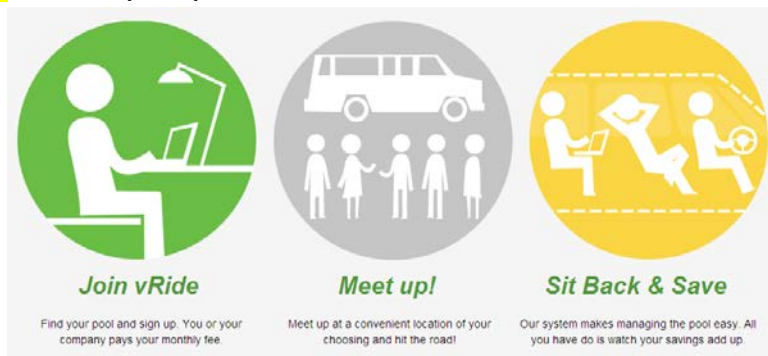 Join vRide
Find your pool and sign up. You or your
company pays your monthly fee.
Meet up!
Meet up at a convenient location of your
choosing and hit the road!
Sit Back & Save
Our system makes managing the pool easy. All
you have do is watch your savings add up.